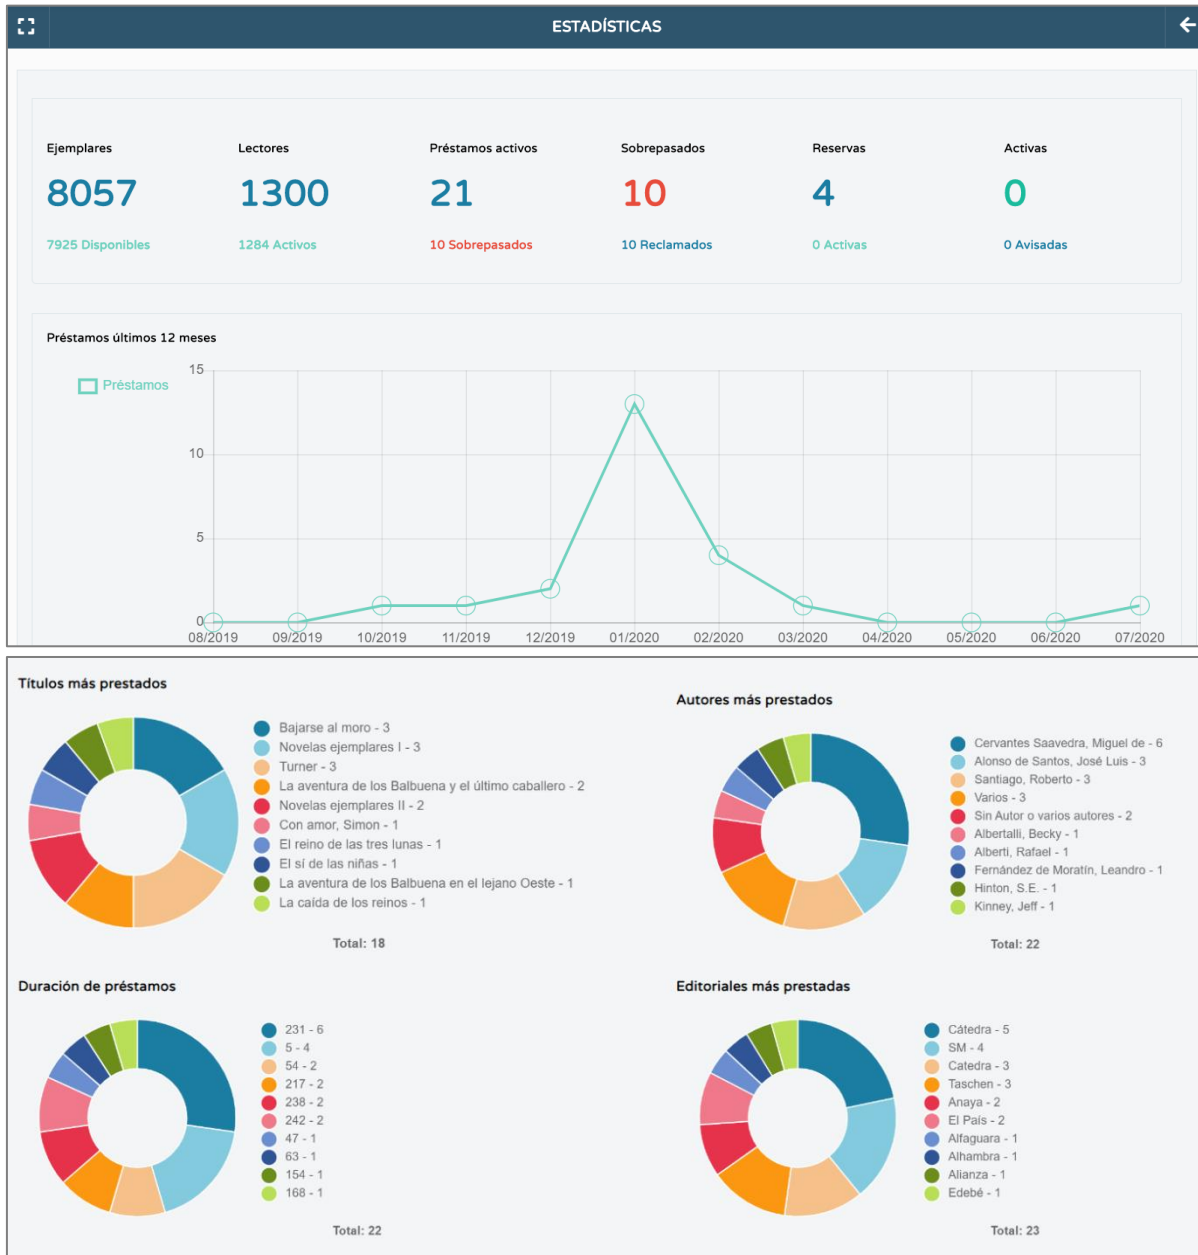 ESTADÍSTICAS
Ejemplares
Lectores
Préstamos activos
Sobrepasados
Reservas
Activas
8057
1300
21
10
4
0
7925 Disponibles
1284 Activos
10 Sobrepasados
10 Reclamados
0 Activas
0 Avisadas
Préstamos últimos 12 meses
Préstamos
15
10
5
0
08/2019
09/2019
10/2019
11/2019
12/2019
01/2020
02/2020
03/2020
04/2020
05/2020
06/2020
07/2020
Títulos más prestados
Bajarse al moro - 3
Novelas ejemplares I - 3
Turner - 3
La aventura de los Balbuena y el último caballero - 2
Novelas ejemplares II - 2
Con amor, Simon - 1
El reino de las tres lunas - 1
El sí de las niñas - 1
La aventura de los Balbuena en el lejano Oeste - 1
La caída de los reinos - 1
Total: 18
Autores más prestados
Cervantes Saavedra, Miguel de - 6
Alonso de Santos, José Luis - 3
Santiago, Roberto - 3
Varios - 3
Sin Autor o varios autores - 2
Albertalli, Becky - 1
Alberti, Rafael - 1
Fernández de Moratín, Leandro - 1
Hinton, S.E. - 1
Kinney, Jeff - 1
Total: 22
Duración de préstamos
231 - 6
5 - 4
54 - 2
217 - 2
238 - 2
242 - 2
47 - 1
63 - 1
154 - 1
168 - 1
Total: 22
Editoriales más prestadas
Cátedra - 5
SM - 4
Catedra - 3
Taschen - 3
Anaya - 2
El País - 2
Alfaguara - 1
Alhambra - 1
Alianza - 1
Edebé - 1
Total: 23